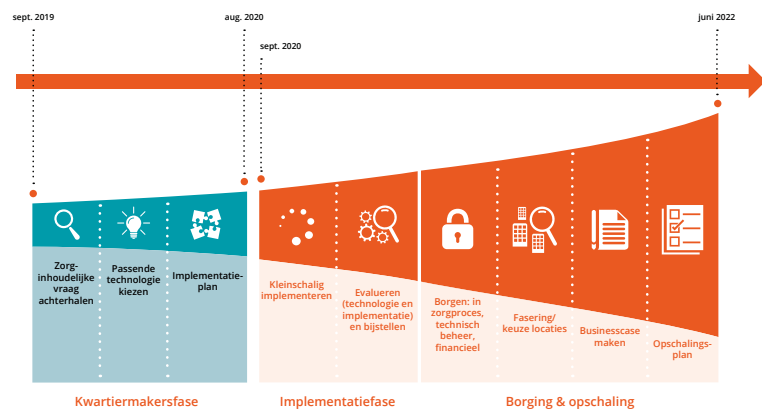 sept. 2019
aug. 2020
sept. 2020
juni 2022
Zorg-
inhoudelijke
vraag
achterhalen
Passende
technologie
kiezen
Implementatie-
plan
Kleinschalig
implementeren
Evalueren
(technologie en
implementatie)
en bijstellen
Borgen: in
zorgproces,
technisch
beheer,
financieel
Fasering/
keuze locaties
Businesscase
maken
Opschalings-
plan
Kwartiermakersfase
Implementatiefase
Borging & opschaling